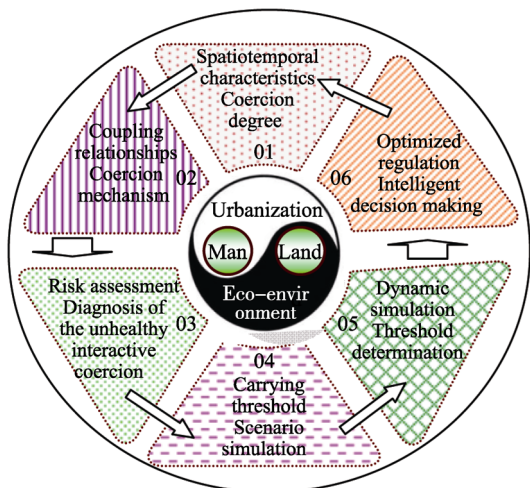 Spatiotemporal
characteristics
Coercion
degree
01
Coupling
relationships
Coercion
mechanism
02
Risk assessment
Diagnosis of
the unhealthy
interactive
coercion
03
04
Carrying
threshold
Scenario
simulation
Dynamic
simulation
Threshold
determination
05
Optimized
regulation
Intelligent
decision making
06
Urbanization
Man
Land
Eco-envir
onment